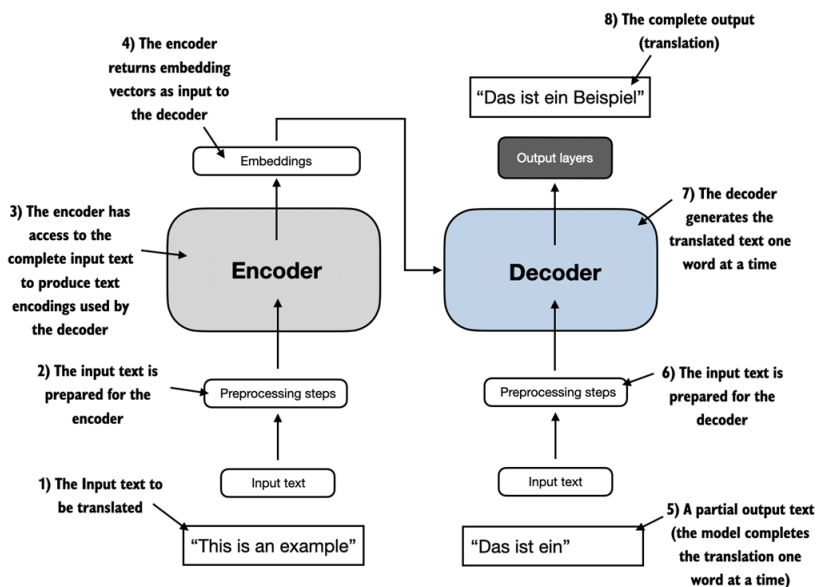 8) The complete output
(translation)
4) The encoder
returns embedding
vectors as input to
the decoder
“Das ist ein Beispiel”
Embeddings
Output layers
3) The encoder has
access to the
complete input text
to produce text
encodings used by
the decoder
Encoder
Decoder
7) The decoder
generates the
translated text one
word at a time
2) The input text is
prepared for the
encoder
Preprocessing steps
Preprocessing steps
6) The input text is
prepared for the
decoder
1) The Input text to
be translated
Input text
Input text
“This is an example”
“Das ist ein”
5) A partial output text
(the model completes
the translation one
word at a time)